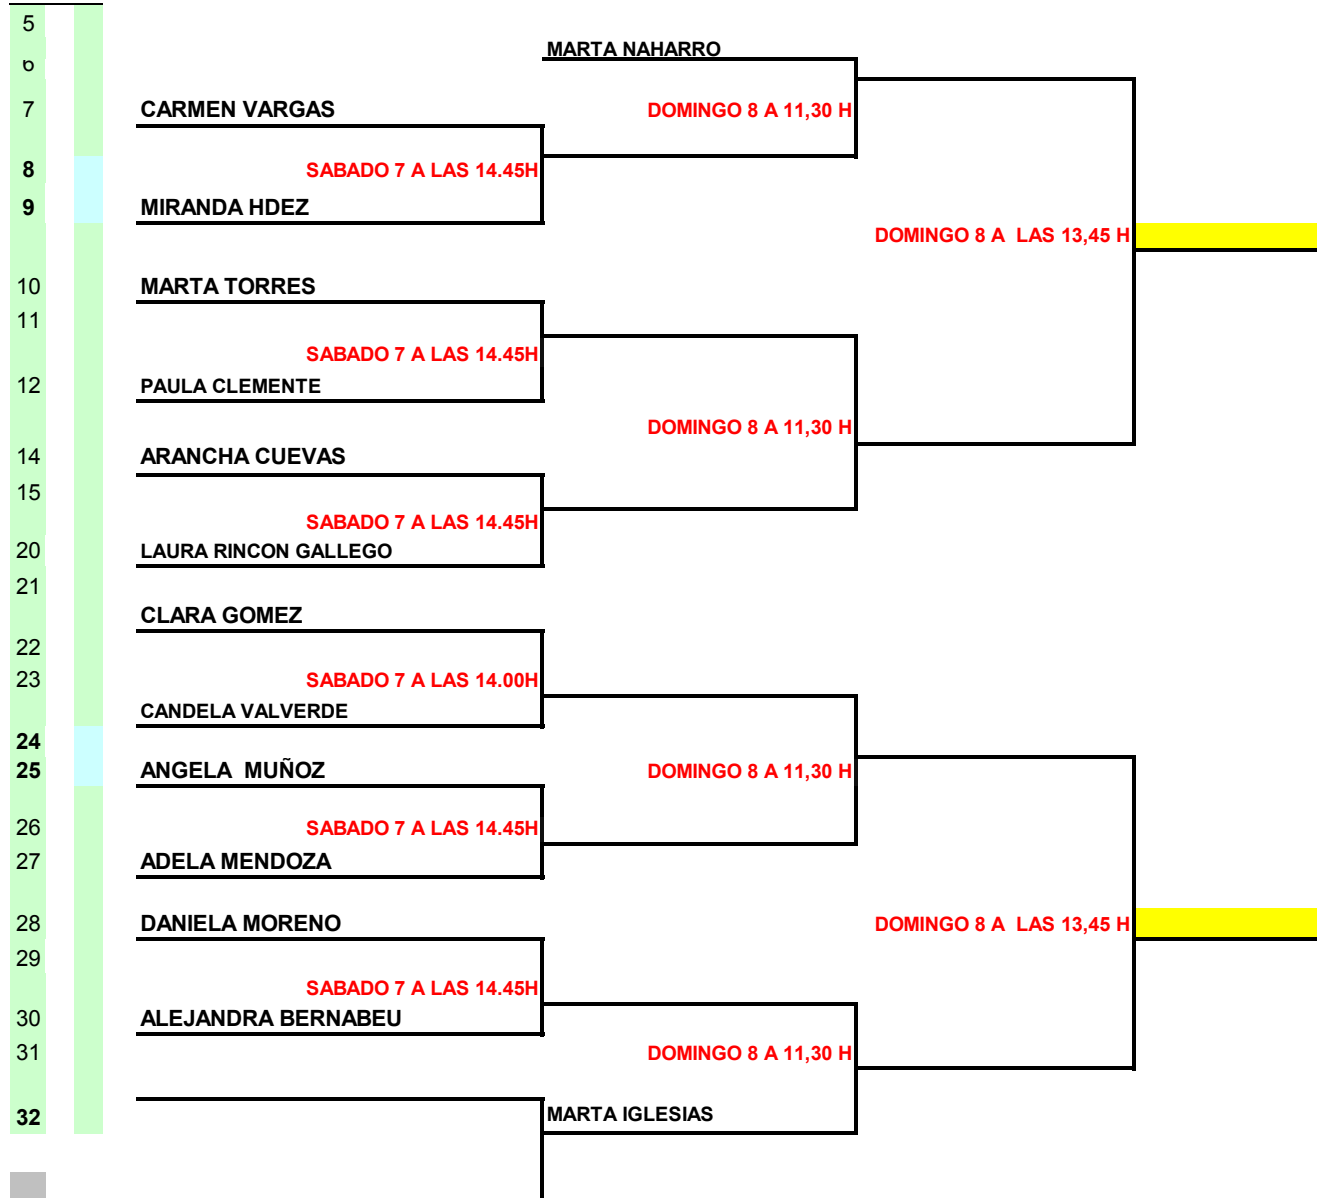 5
MARTA NAHARRO
6
7 CARMEN VARGAS DOMINGO 8 A 11,30 H
8 SABADO 7 A LAS 14.45H
9 MIRANDA HDEZ
DOMINGO 8 A LAS 13,45 H
10 MARTA TORRES
11
SABADO 7 A LAS 14.45H
12 PAULA CLEMENTE
DOMINGO 8 A 11,30 H
14 ARANCHA CUEVAS
15
SABADO 7 A LAS 14.45H
20 LAURA RINCON GALLEGO
21
CLARA GOMEZ
22
23 SABADO 7 A LAS 14.00H
CANDELA VALVERDE
24
25 ANGELA MUÑOZ DOMINGO 8 A 11,30 H
26 SABADO 7 A LAS 14.45H
27 ADELA MENDOZA
28 DANIELA MORENO DOMINGO 8 A LAS 13,45 H
29
SABADO 7 A LAS 14.45H
30 ALEJANDRA BERNABEU
31 DOMINGO 8 A 11,30 H
32 MARTA IGLESIAS